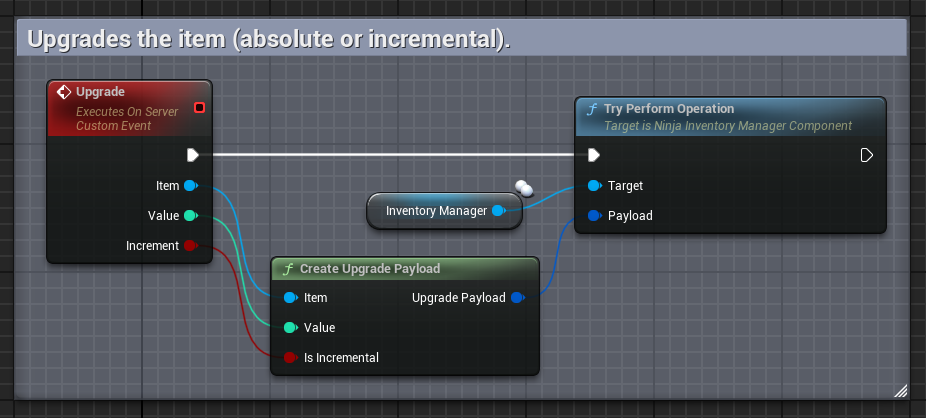 Upgrades the item (absolute or incremental).
Upgrade
Executes On Server
Custom Event
Item
Value
Increment
Inventory Manager
Create Upgrade Payload
Item
Upgrade Payload
Value
Is Incremental
Try Perform Operation
Target is Ninja Inventory Manager Component
Target
Payload